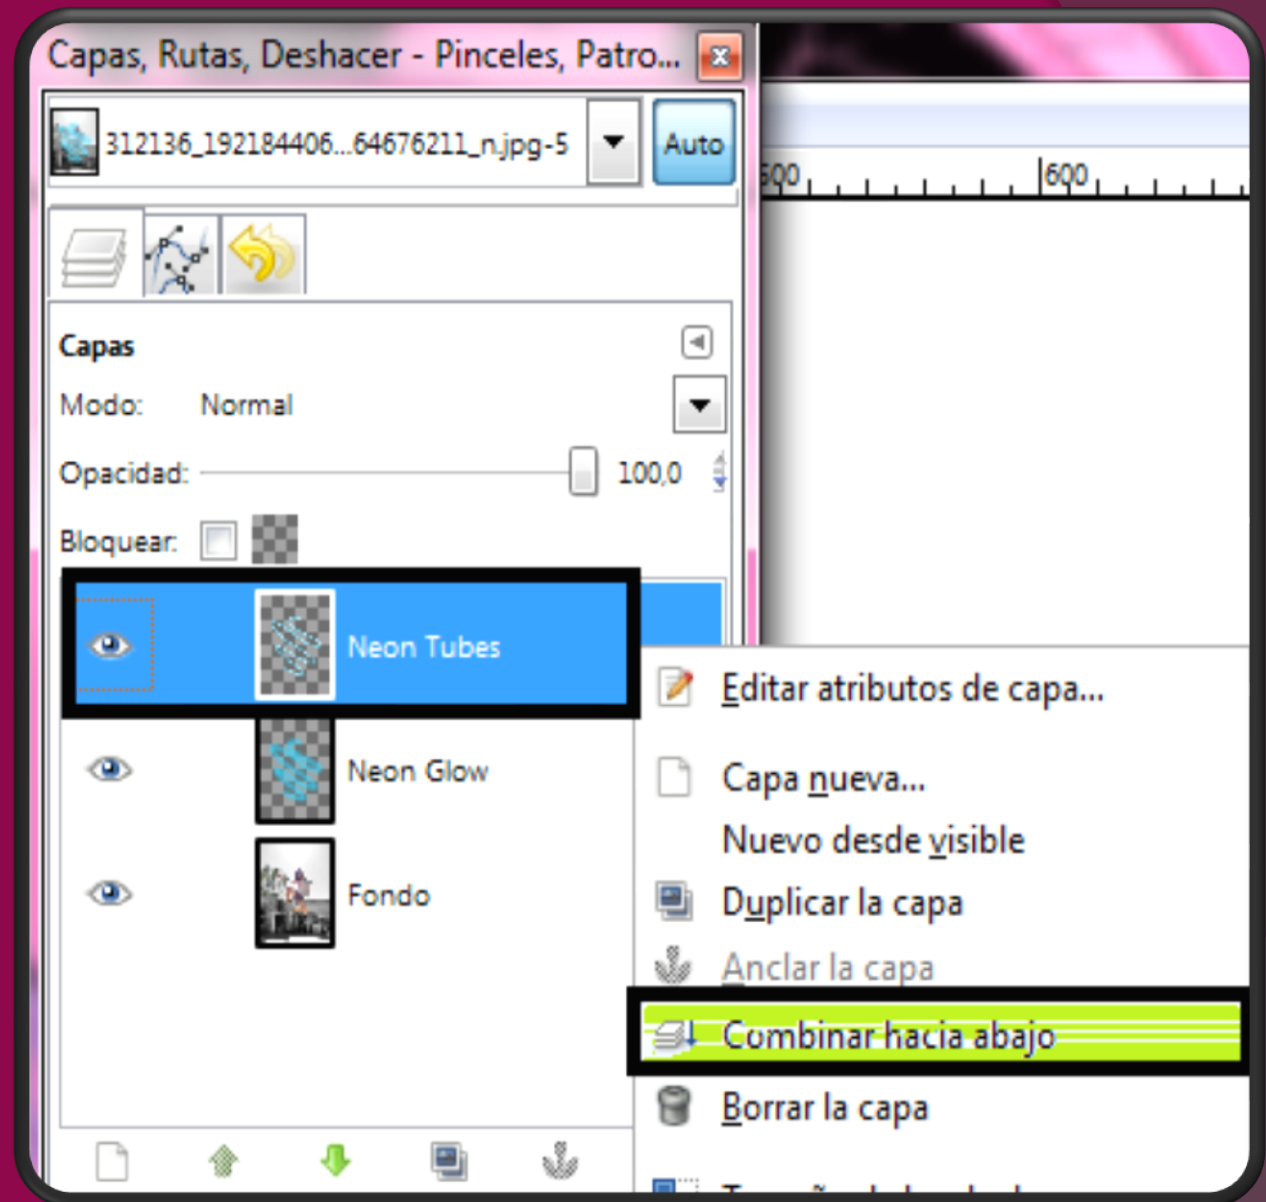 Capas, Rutas, Deshacer - Pinceles, Patro...
312136_192184406...64676211_n.jpg-5
Auto
600
Capas
Modo: Normal
Opacidad: 100,0
Bloquear:
Neon Tubes
Editar atributos de capa...
Neon Glow
Capa nueva...
Nuevo desde visible
Fondo
Duplicar la capa
Anclar la capa
Combinar hacia abajo
Borrar la capa